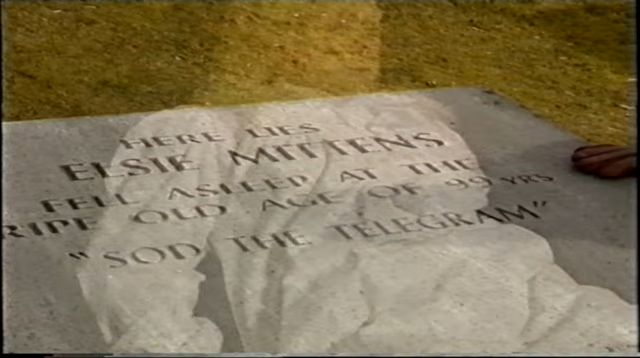 HERE LIES
ELSIE MITTENS
FELL ASLEEP AT THE
RIPE OLD AGE OF 99 YRS
"SOD THE TELEGRAM"